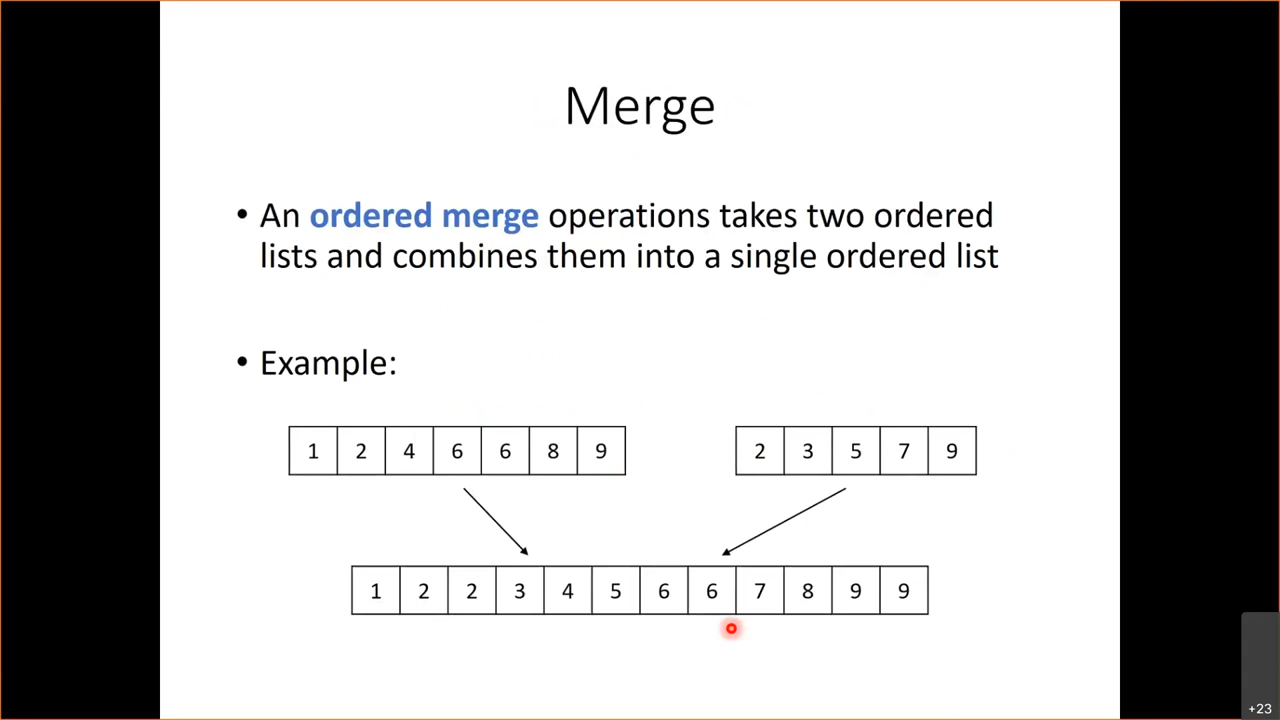 Merge
• An ordered merge operations takes two ordered
lists and combines them into a single ordered list
• Example:
1 2 4 6 6 8 9 2 3 5 7 9
1 2 2 3 4 5 6 6 7 8 9 9
+23